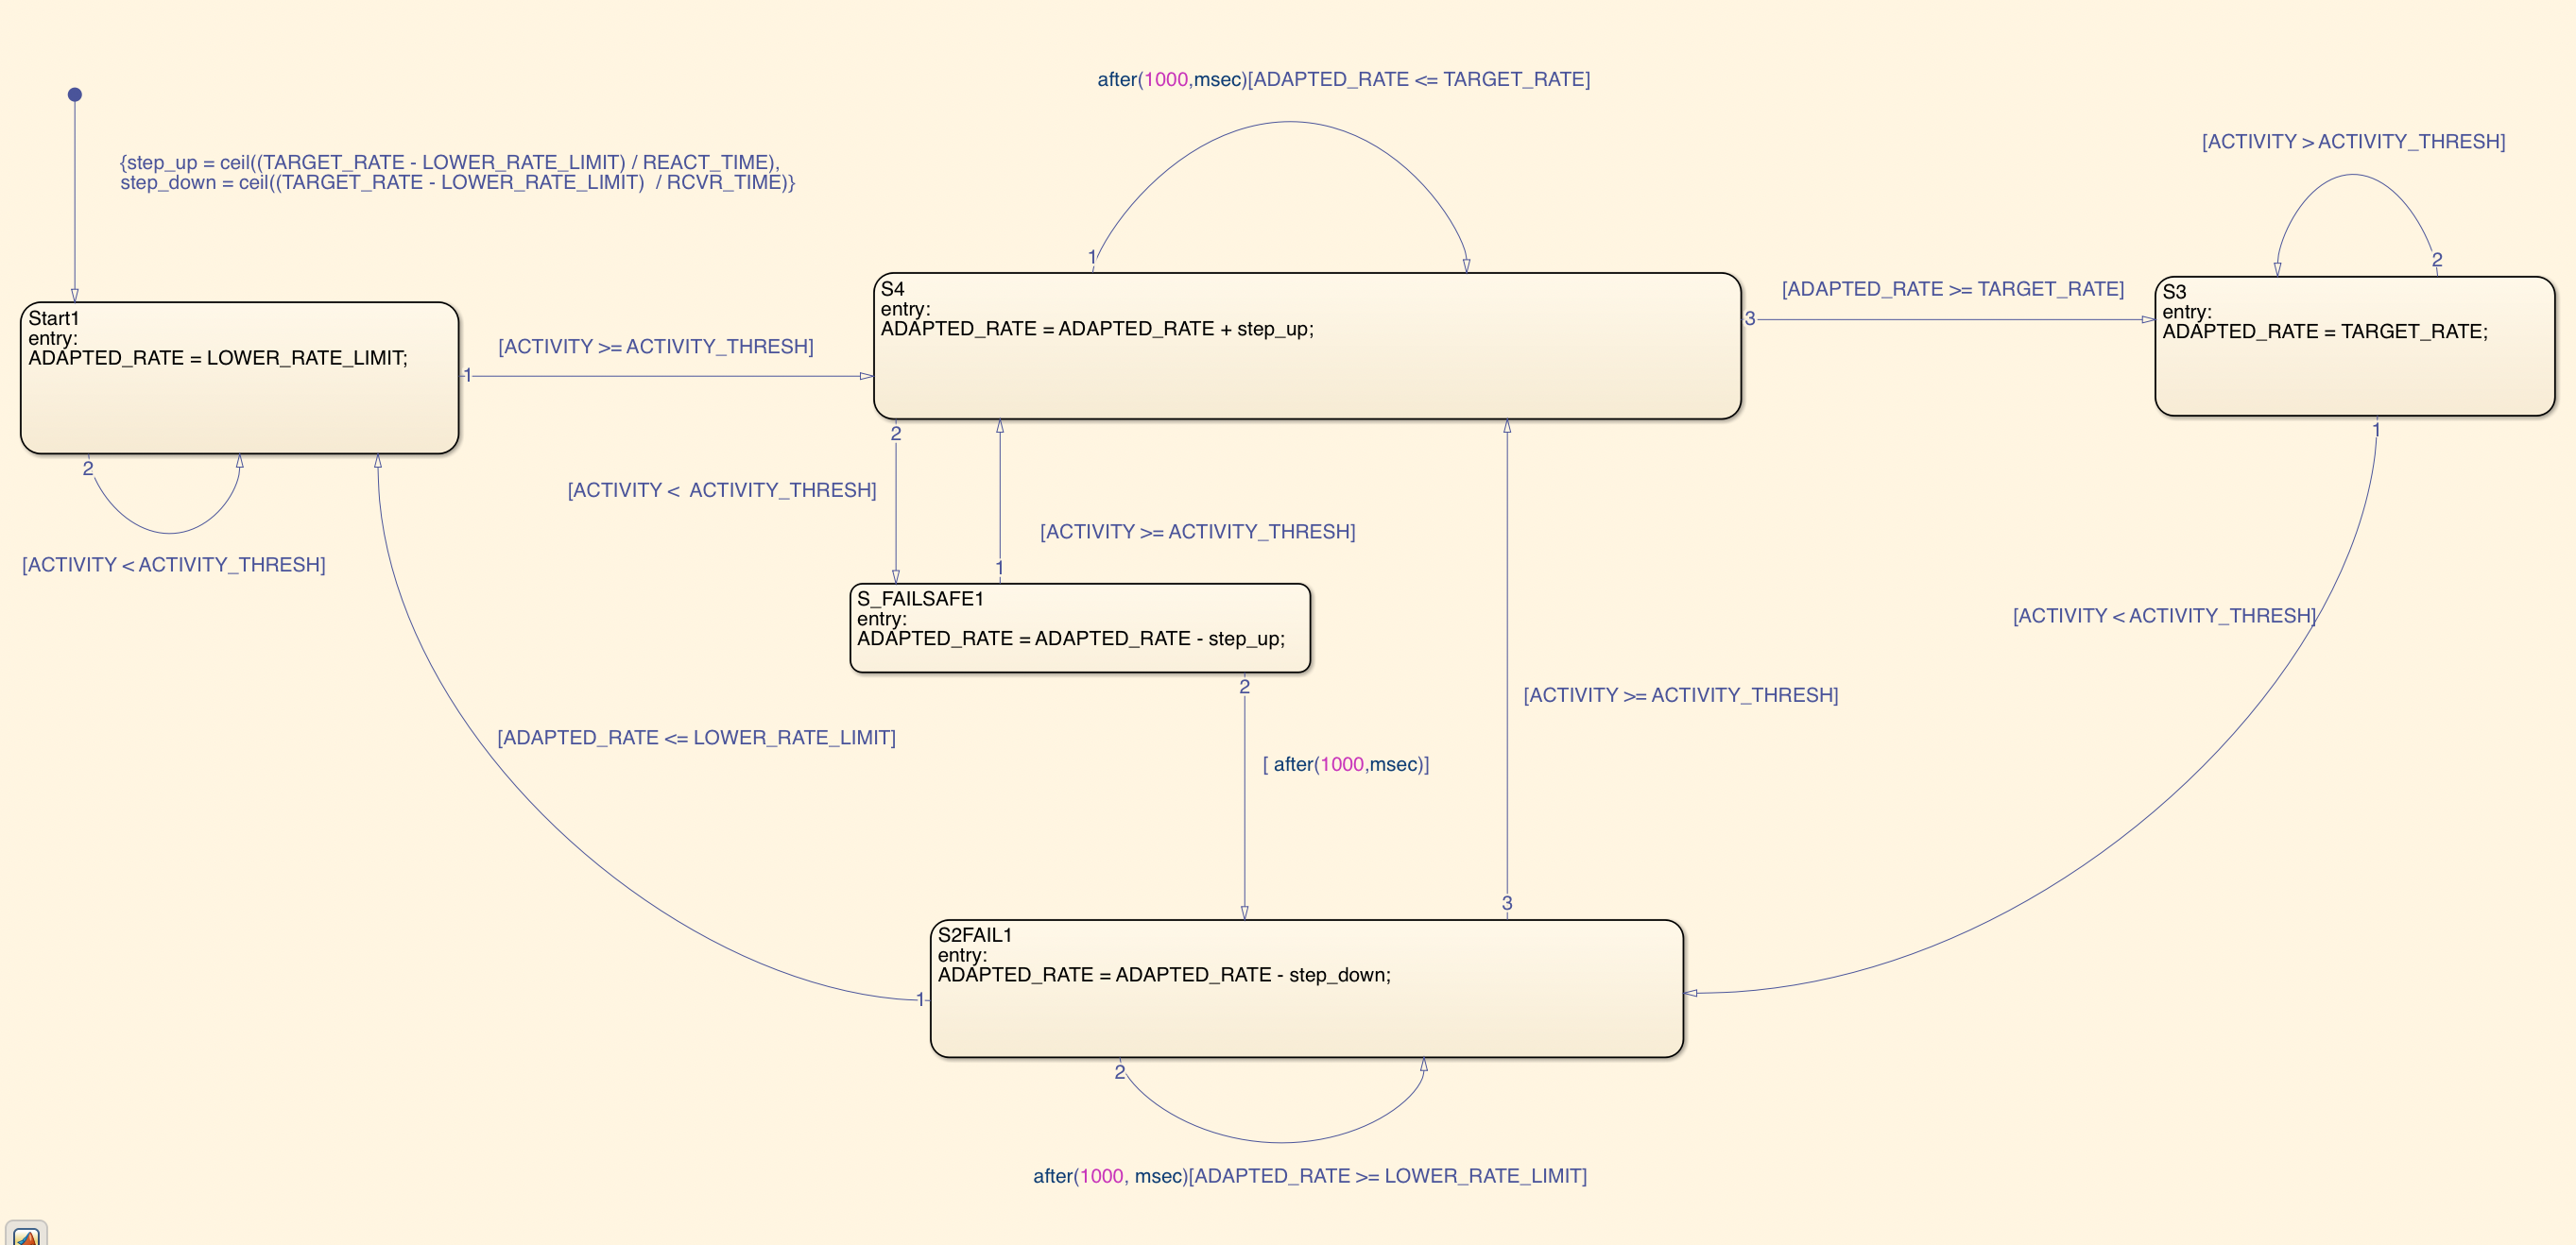 after(1000,msec)[ADAPTED_RATE <= TARGET_RATE]
[ACTIVITY > ACTIVITY_THRESH]
{step_up = ceil((TARGET_RATE - LOWER_RATE_LIMIT) / REACT_TIME),
step_down = ceil((TARGET_RATE - LOWER_RATE_LIMIT)  / RCVR_TIME)}
1
2
S4
entry:
ADAPTED_RATE = ADAPTED_RATE + step_up;
[ADAPTED_RATE >= TARGET_RATE]
3
S3
entry:
ADAPTED_RATE = TARGET_RATE;
Start1
entry:
ADAPTED_RATE = LOWER_RATE_LIMIT;
[ACTIVITY >= ACTIVITY_THRESH]
1
2
1
2
[ACTIVITY <  ACTIVITY_THRESH]
[ACTIVITY >= ACTIVITY_THRESH]
[ACTIVITY < ACTIVITY_THRESH]
1
S_FAILSAFE1
entry:
ADAPTED_RATE = ADAPTED_RATE - step_up;
[ACTIVITY < ACTIVITY_THRESH]
2
[ACTIVITY >= ACTIVITY_THRESH]
[ADAPTED_RATE <= LOWER_RATE_LIMIT]
[ after(1000,msec)]
3
S2FAIL1
entry:
ADAPTED_RATE = ADAPTED_RATE - step_down;
1
2
after(1000, msec)[ADAPTED_RATE >= LOWER_RATE_LIMIT]